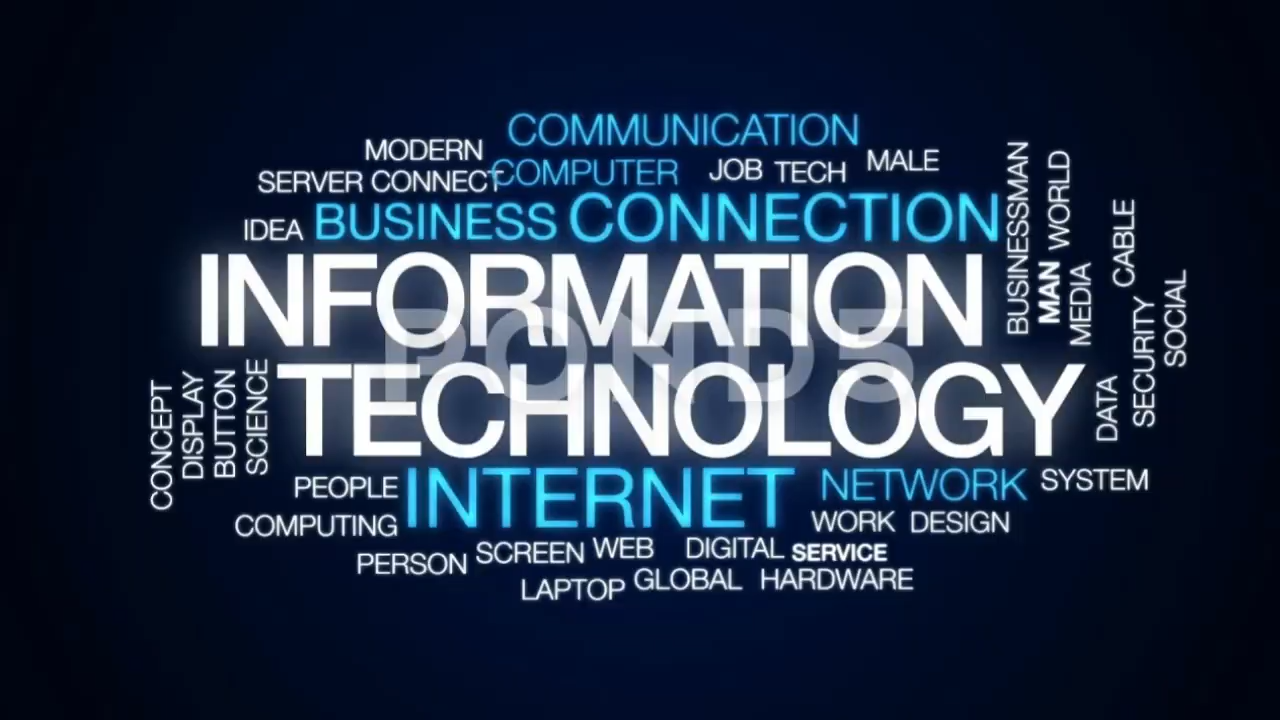 COMMUNICATION
MODERN
COMPUTER JOB TECH MALE
SERVER CONNECT
IDEA BUSINESS CONNECTION
INFORMATION
TECHNOLOGY
BUSINESSMAN
MAN WORLD
MEDIA
CABLE
DATA
SECURITY
SOCIAL
CONCEPT
DISPLAY
BUTTON
SCIENCE
POND5
PEOPLE INTERNET NETWORK SYSTEM
COMPUTING WORK DESIGN
PERSON SCREEN WEB DIGITAL SERVICE
LAPTOP GLOBAL HARDWARE